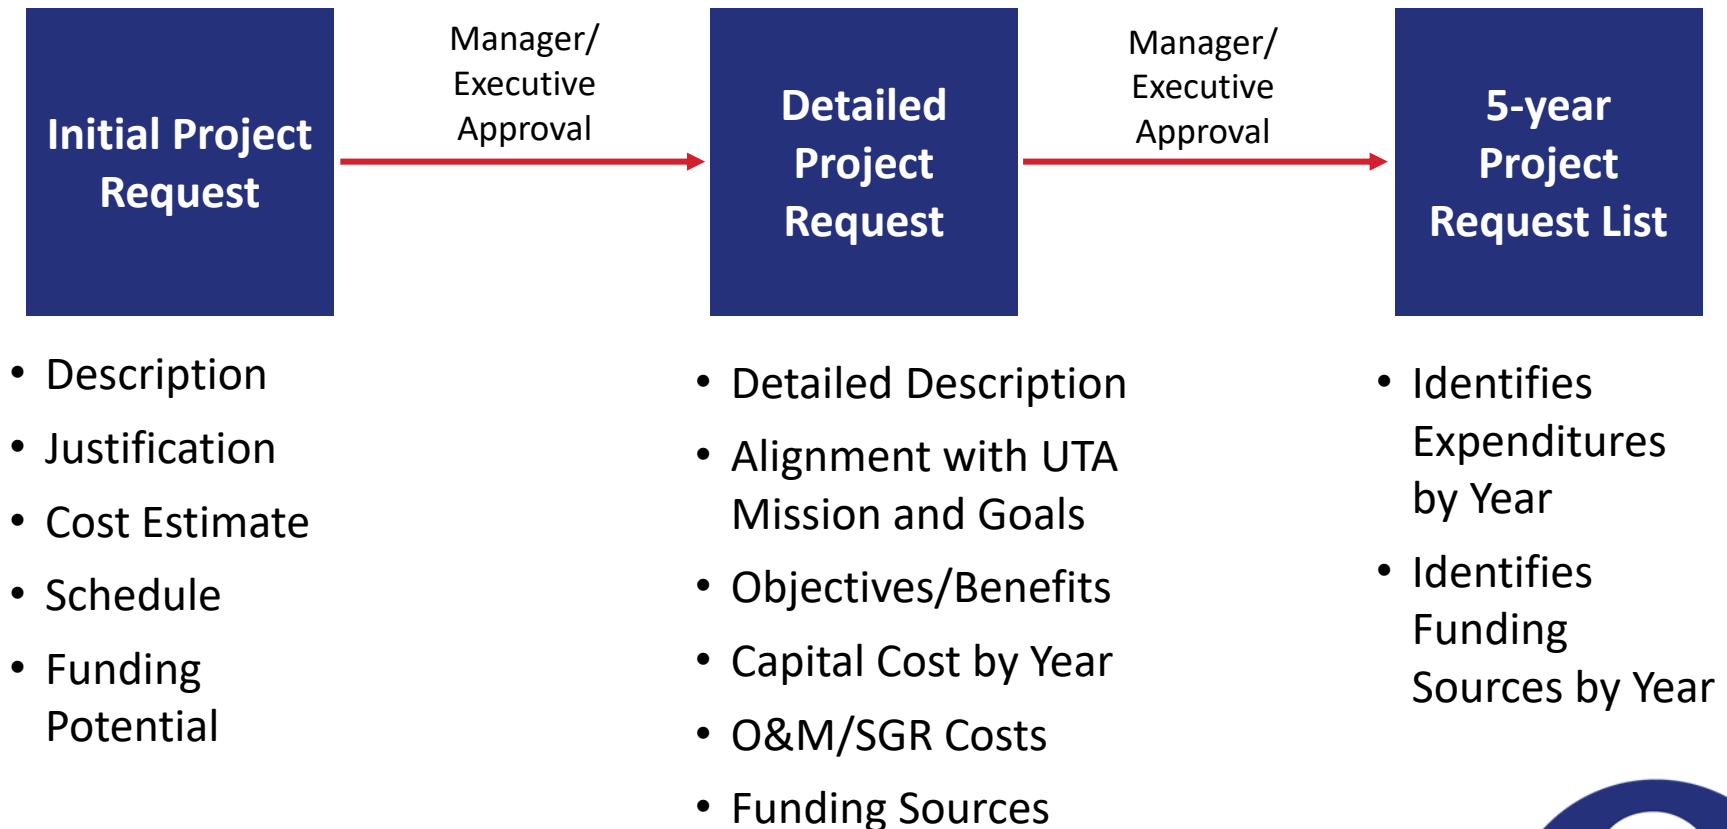 Initial Project
Request
Manager/
Executive
Approval
Detailed
Project
Request
Manager/
Executive
Approval
5-year
Project
Request List
• Description
• Justification
• Cost Estimate
• Schedule
• Funding
Potential
• Detailed Description
• Alignment with UTA
Mission and Goals
• Objectives/Benefits
• Capital Cost by Year
• O&M/SGR Costs
• Funding Sources
• Identifies
Expenditures
by Year
• Identifies
Funding
Sources by Year